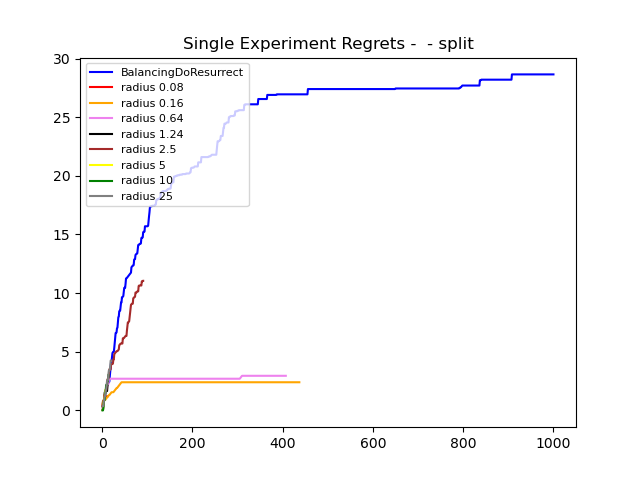 Single Experiment Regrets -  - split
30
25
20
15
10
5
0
BalancingDoResurrect
radius 0.08
radius 0.16
radius 0.64
radius 1.24
radius 2.5
radius 5
radius 10
radius 25
0 200 400 600 800 1000